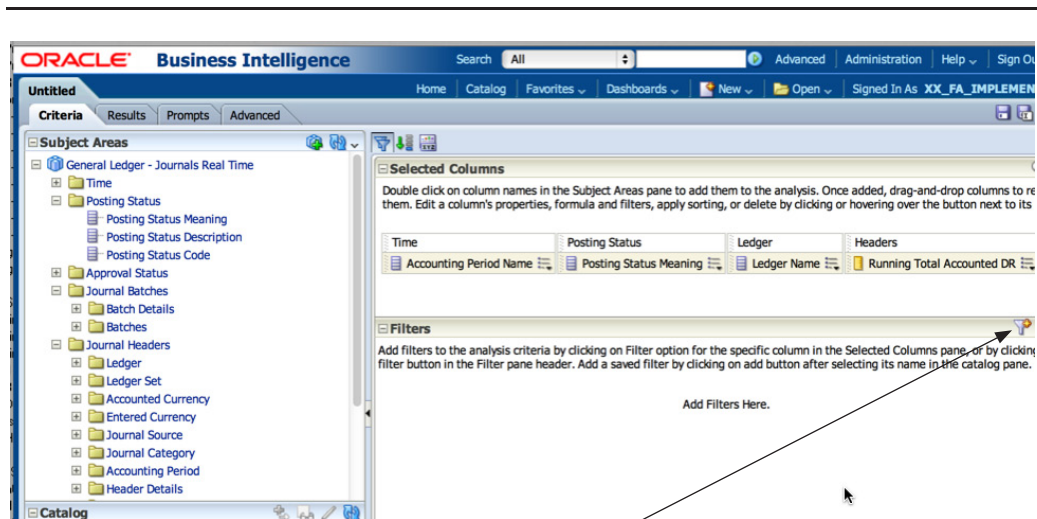 ORACLE® Business Intelligence Search All Advanced Administration Help Sign Ou
Untitled Home Catalog Favorites Dashboards New Open Signed In As XX_FA_IMPLEMEN
Criteria Results Prompts Advanced
Subject Areas
General Ledger - Journals Real Time
Time
Posting Status
Posting Status Meaning
Posting Status Description
Posting Status Code
Approval Status
Journal Batches
Batch Details
Batches
Journal Headers
Ledger
Ledger Set
Accounted Currency
Entered Currency
Journal Source
Journal Category
Accounting Period
Header Details
Catalog
Selected Columns
Double click on column names in the Subject Areas pane to add them to the analysis. Once added, drag-and-drop columns to re
them. Edit a column's properties, formula and filters, apply sorting, or delete by clicking or hovering over the button next to its
Time Posting Status Ledger Headers
Accounting Period Name Posting Status Meaning Ledger Name Running Total Accounted DR
Filters
Add filters to the analysis criteria by clicking on Filter option for the specific column in the Selected Columns pane, or by clicking
filter button in the Filter pane header. Add a saved filter by clicking on add button after selecting its name in the catalog pane.
Add Filters Here.